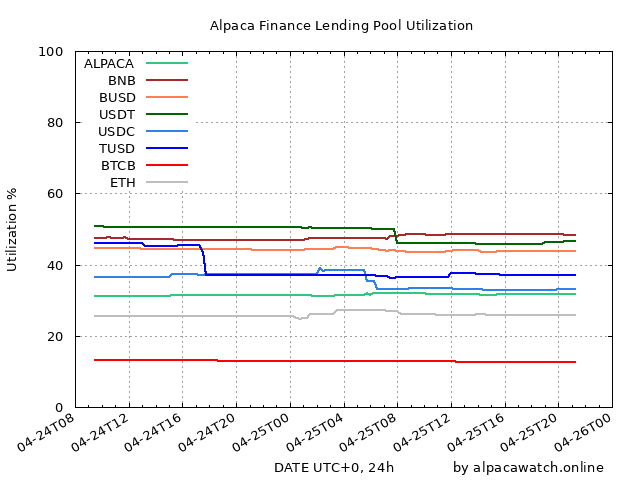 Alpaca Finance Lending Pool Utilization
100
80
60
40
20
0
Utilization %
ALPACA
BNB
BUSD
USDT
USDC
TUSD
BTCB
ETH
04-24T08
04-24T12
04-24T16
04-24T20
04-25T00
04-25T04
04-25T08
04-25T12
04-25T16
04-25T20
04-26T00
DATE UTC+0, 24h
by alpacawatch.online